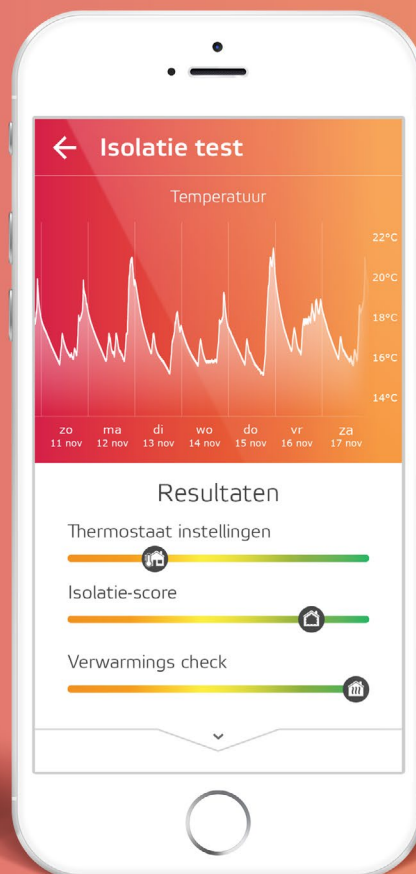 Isolatie test
Temperatuur
22°C
20°C
18°C
16°C
14°C
zo ma di wo do vr za
11 nov 12 nov 13 nov 14 nov 15 nov 16 nov 17 nov
Resultaten
Thermostaat instellingen
Isolatie-score
Verwarmings check